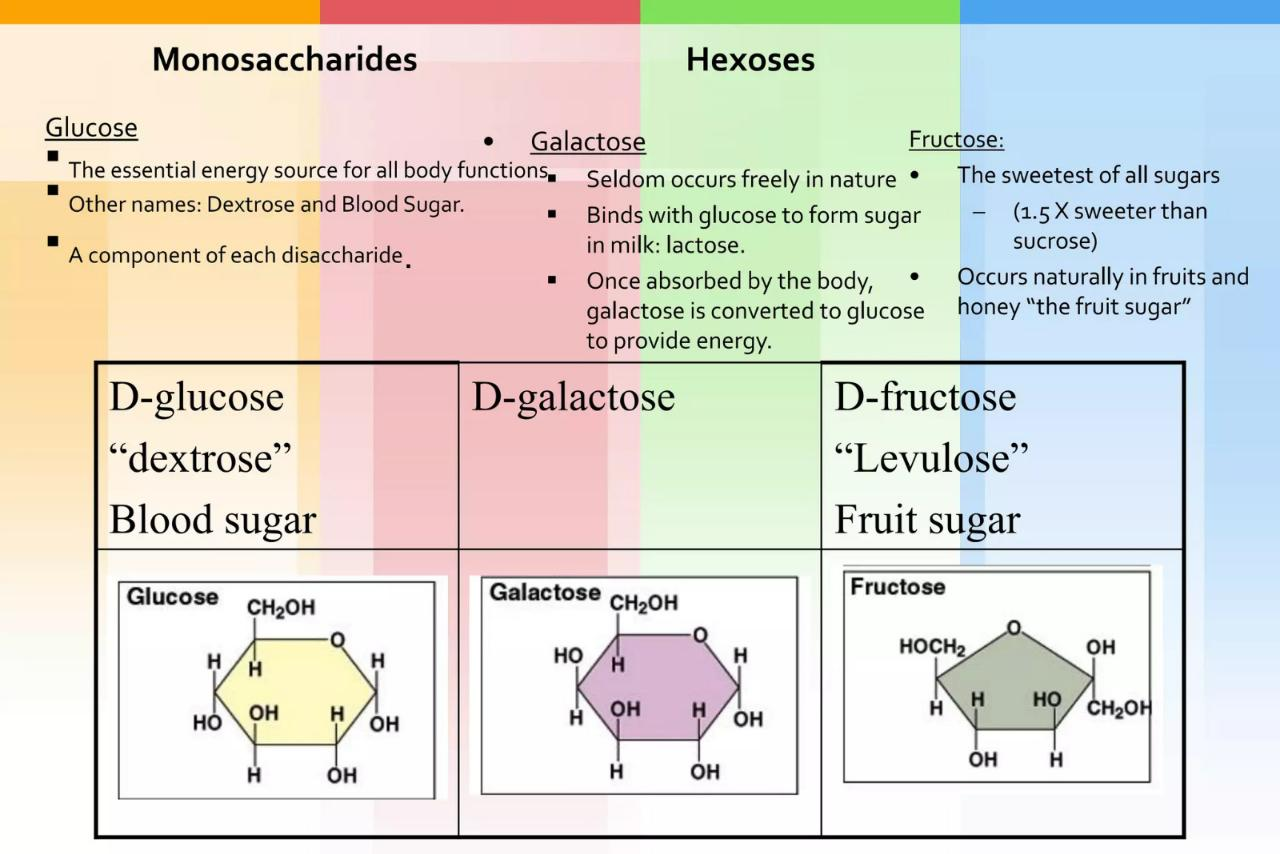 Monosaccharides
Hexoses
Glucose
▪ The essential energy source for all body functions.
▪ Other names: Dextrose and Blood Sugar.
▪ A component of each disaccharide.
• Galactose
▪ Seldom occurs freely in nature
▪ Binds with glucose to form sugar
in milk: lactose.
▪ Once absorbed by the body,
galactose is converted to glucose
to provide energy.
Fructose:
• The sweetest of all sugars
– (1.5 X sweeter than
sucrose)
• Occurs naturally in fruits and
honey “the fruit sugar”
D-glucose
“dextrose”
Blood sugar
D-galactose
D-fructose
“Levulose”
Fruit sugar
Glucose
CH₂OH
O
H
H
H
HO
OH
H
OH
H
OH
Galactose
CH₂OH
O
HO
H
H
H
OH
H
OH
H
OH
Fructose
O
HOCH₂
OH
H
H
HO
CH₂OH
OH
H